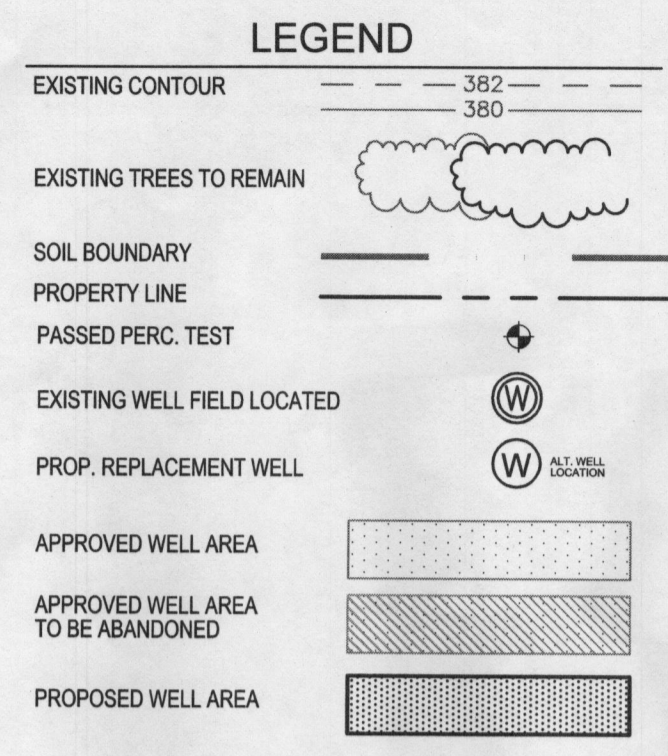 LEGEND
EXISTING CONTOUR
382
380
EXISTING TREES TO REMAIN
SOIL BOUNDARY
PROPERTY LINE
PASSED PERC. TEST
EXISTING WELL FIELD LOCATED
W
PROP. REPLACEMENT WELL
W
ALT. WELL
LOCATION
APPROVED WELL AREA
APPROVED WELL AREA
TO BE ABANDONED
PROPOSED WELL AREA